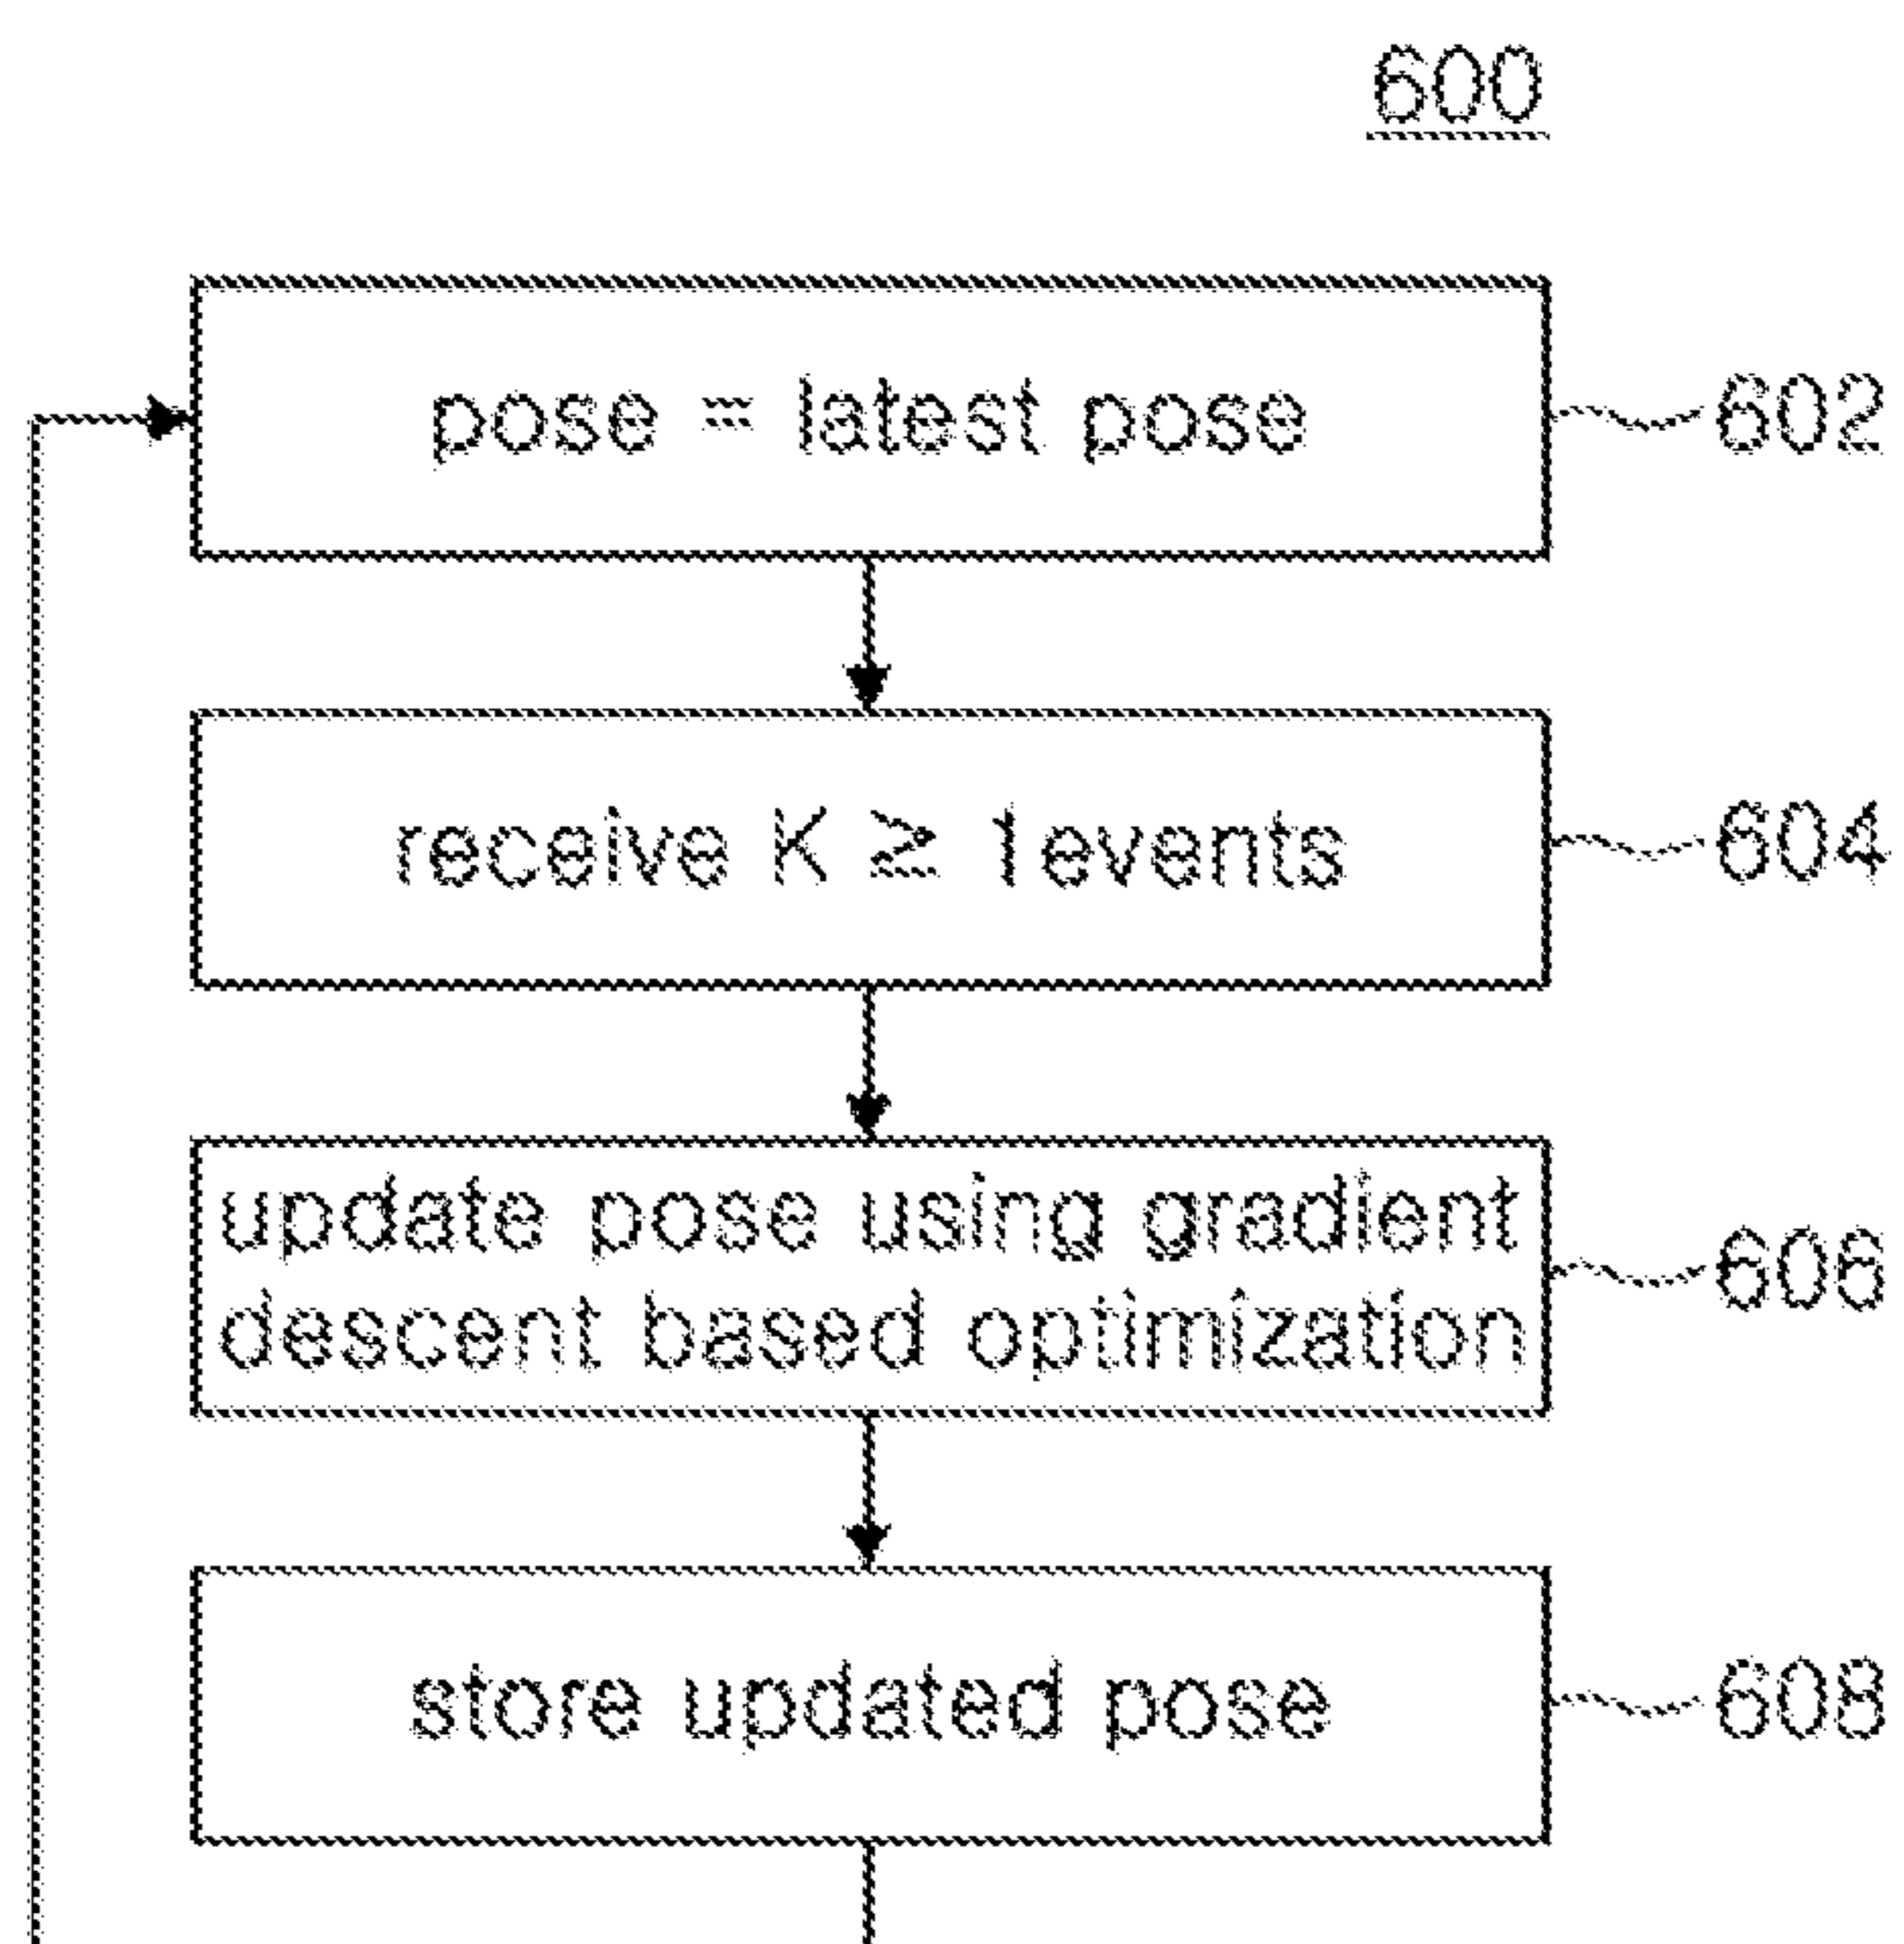 600
pose = latest pose
602
receive K ≥ 1events
604
update pose using gradient
descent based optimization
606
store updated pose
608